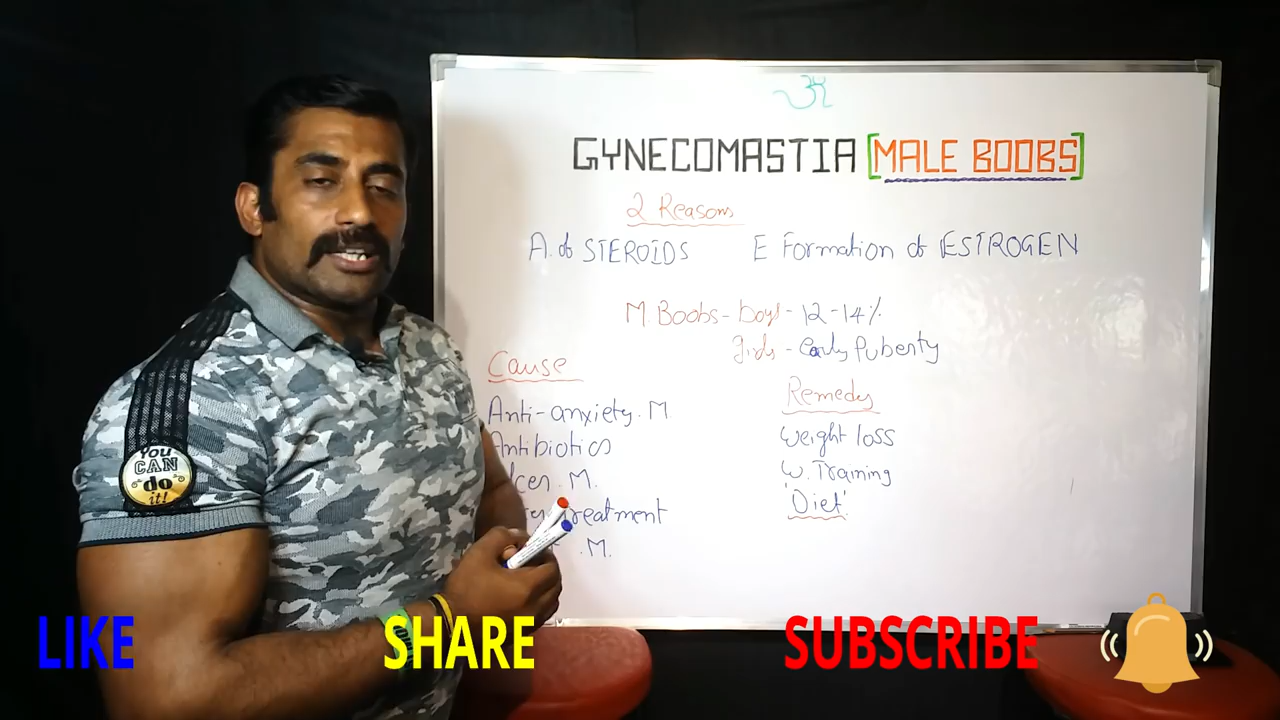 ॐ
GYNECOMASTIA [MALE BOOBS]
2 Reasons
A. of STEROIDS E Formation of ESTROGEN
M. Boobs - boys - 12 - 14%
girls - Early Puberty
Cause
Anti-anxiety. M
Antibiotics
M.
treatment
. M.
Remedy
Weight loss
W. Training
'Diet'
You
CAN
do
it!
LIKE SHARE SUBSCRIBE